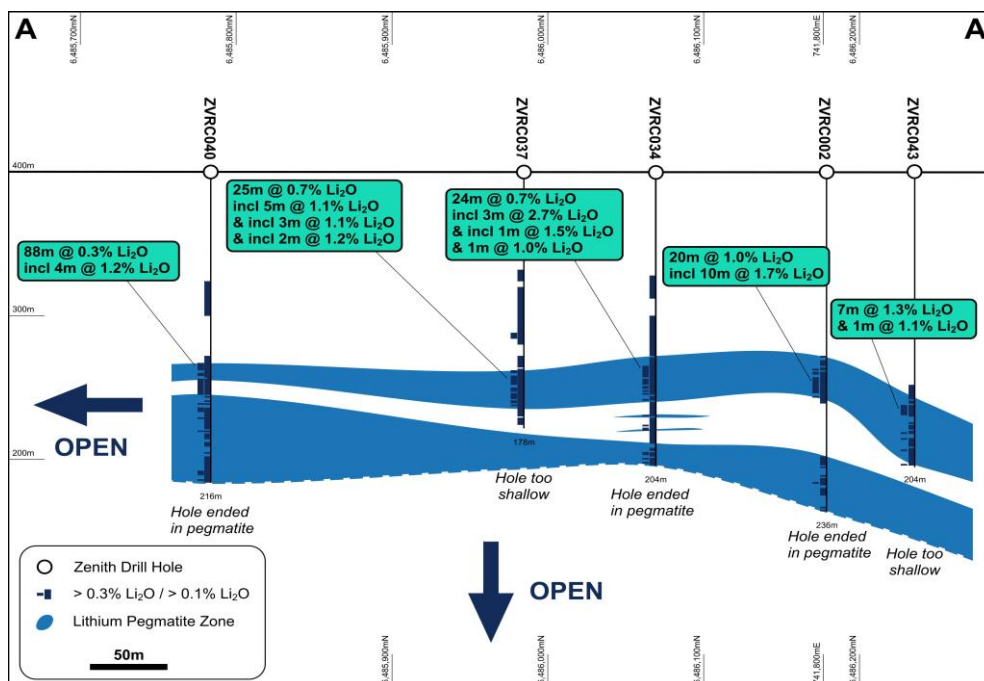 A
A
6,485,700mN
6,485,800mN
6,485,900mN
6,486,000mN
6,486,100mN
741,800mE
6,486,200mN
ZVRC040
ZVRC037
ZVRC034
ZVRC002
ZVRC043
400m
88m @ 0.3% Li₂O
incl 4m @ 1.2% Li₂O
25m @ 0.7% Li₂O
incl 5m @ 1.1% Li₂O
& incl 3m @ 1.1% Li₂O
& incl 2m @ 1.2% Li₂O
24m @ 0.7% Li₂O
incl 3m @ 2.7% Li₂O
& incl 1m @ 1.5% Li₂O
& 1m @ 1.0% Li₂O
20m @ 1.0% Li₂O
incl 10m @ 1.7% Li₂O
7m @ 1.3% Li₂O
& 1m @ 1.1% Li₂O
300m
OPEN
200m
216m
Hole ended
in pegmatite
178m
Hole too
shallow
204m
Hole ended
in pegmatite
236m
Hole ended
in pegmatite
204m
Hole too
shallow
OPEN
Zenith Drill Hole
> 0.3% Li₂O / > 0.1% Li₂O
Lithium Pegmatite Zone
50m
6,485,900mN
6,486,000mN
6,486,100mN
741,800mE
6,486,200mN